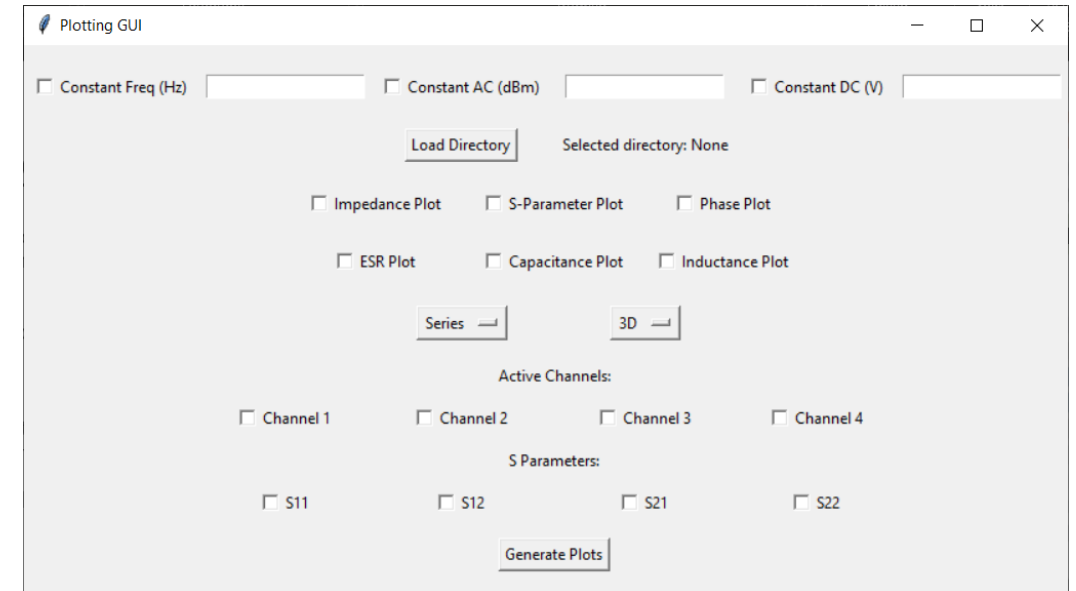 Plotting GUI
Constant Freq (Hz) Constant AC (dBm) Constant DC (V)
Load Directory Selected directory: None
Impedance Plot S-Parameter Plot Phase Plot
ESR Plot Capacitance Plot Inductance Plot
Series 3D
Active Channels:
Channel 1 Channel 2 Channel 3 Channel 4
S Parameters:
S11 S12 S21 S22
Generate Plots